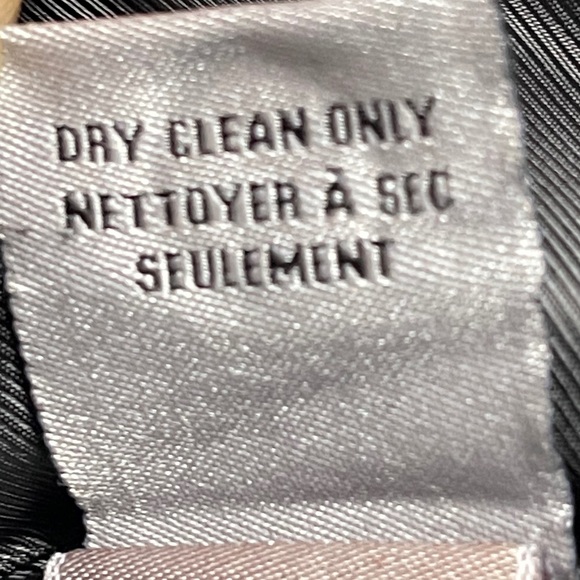 DRY CLEAN ONLY
NETTOYER À SEC
SEULEMENT